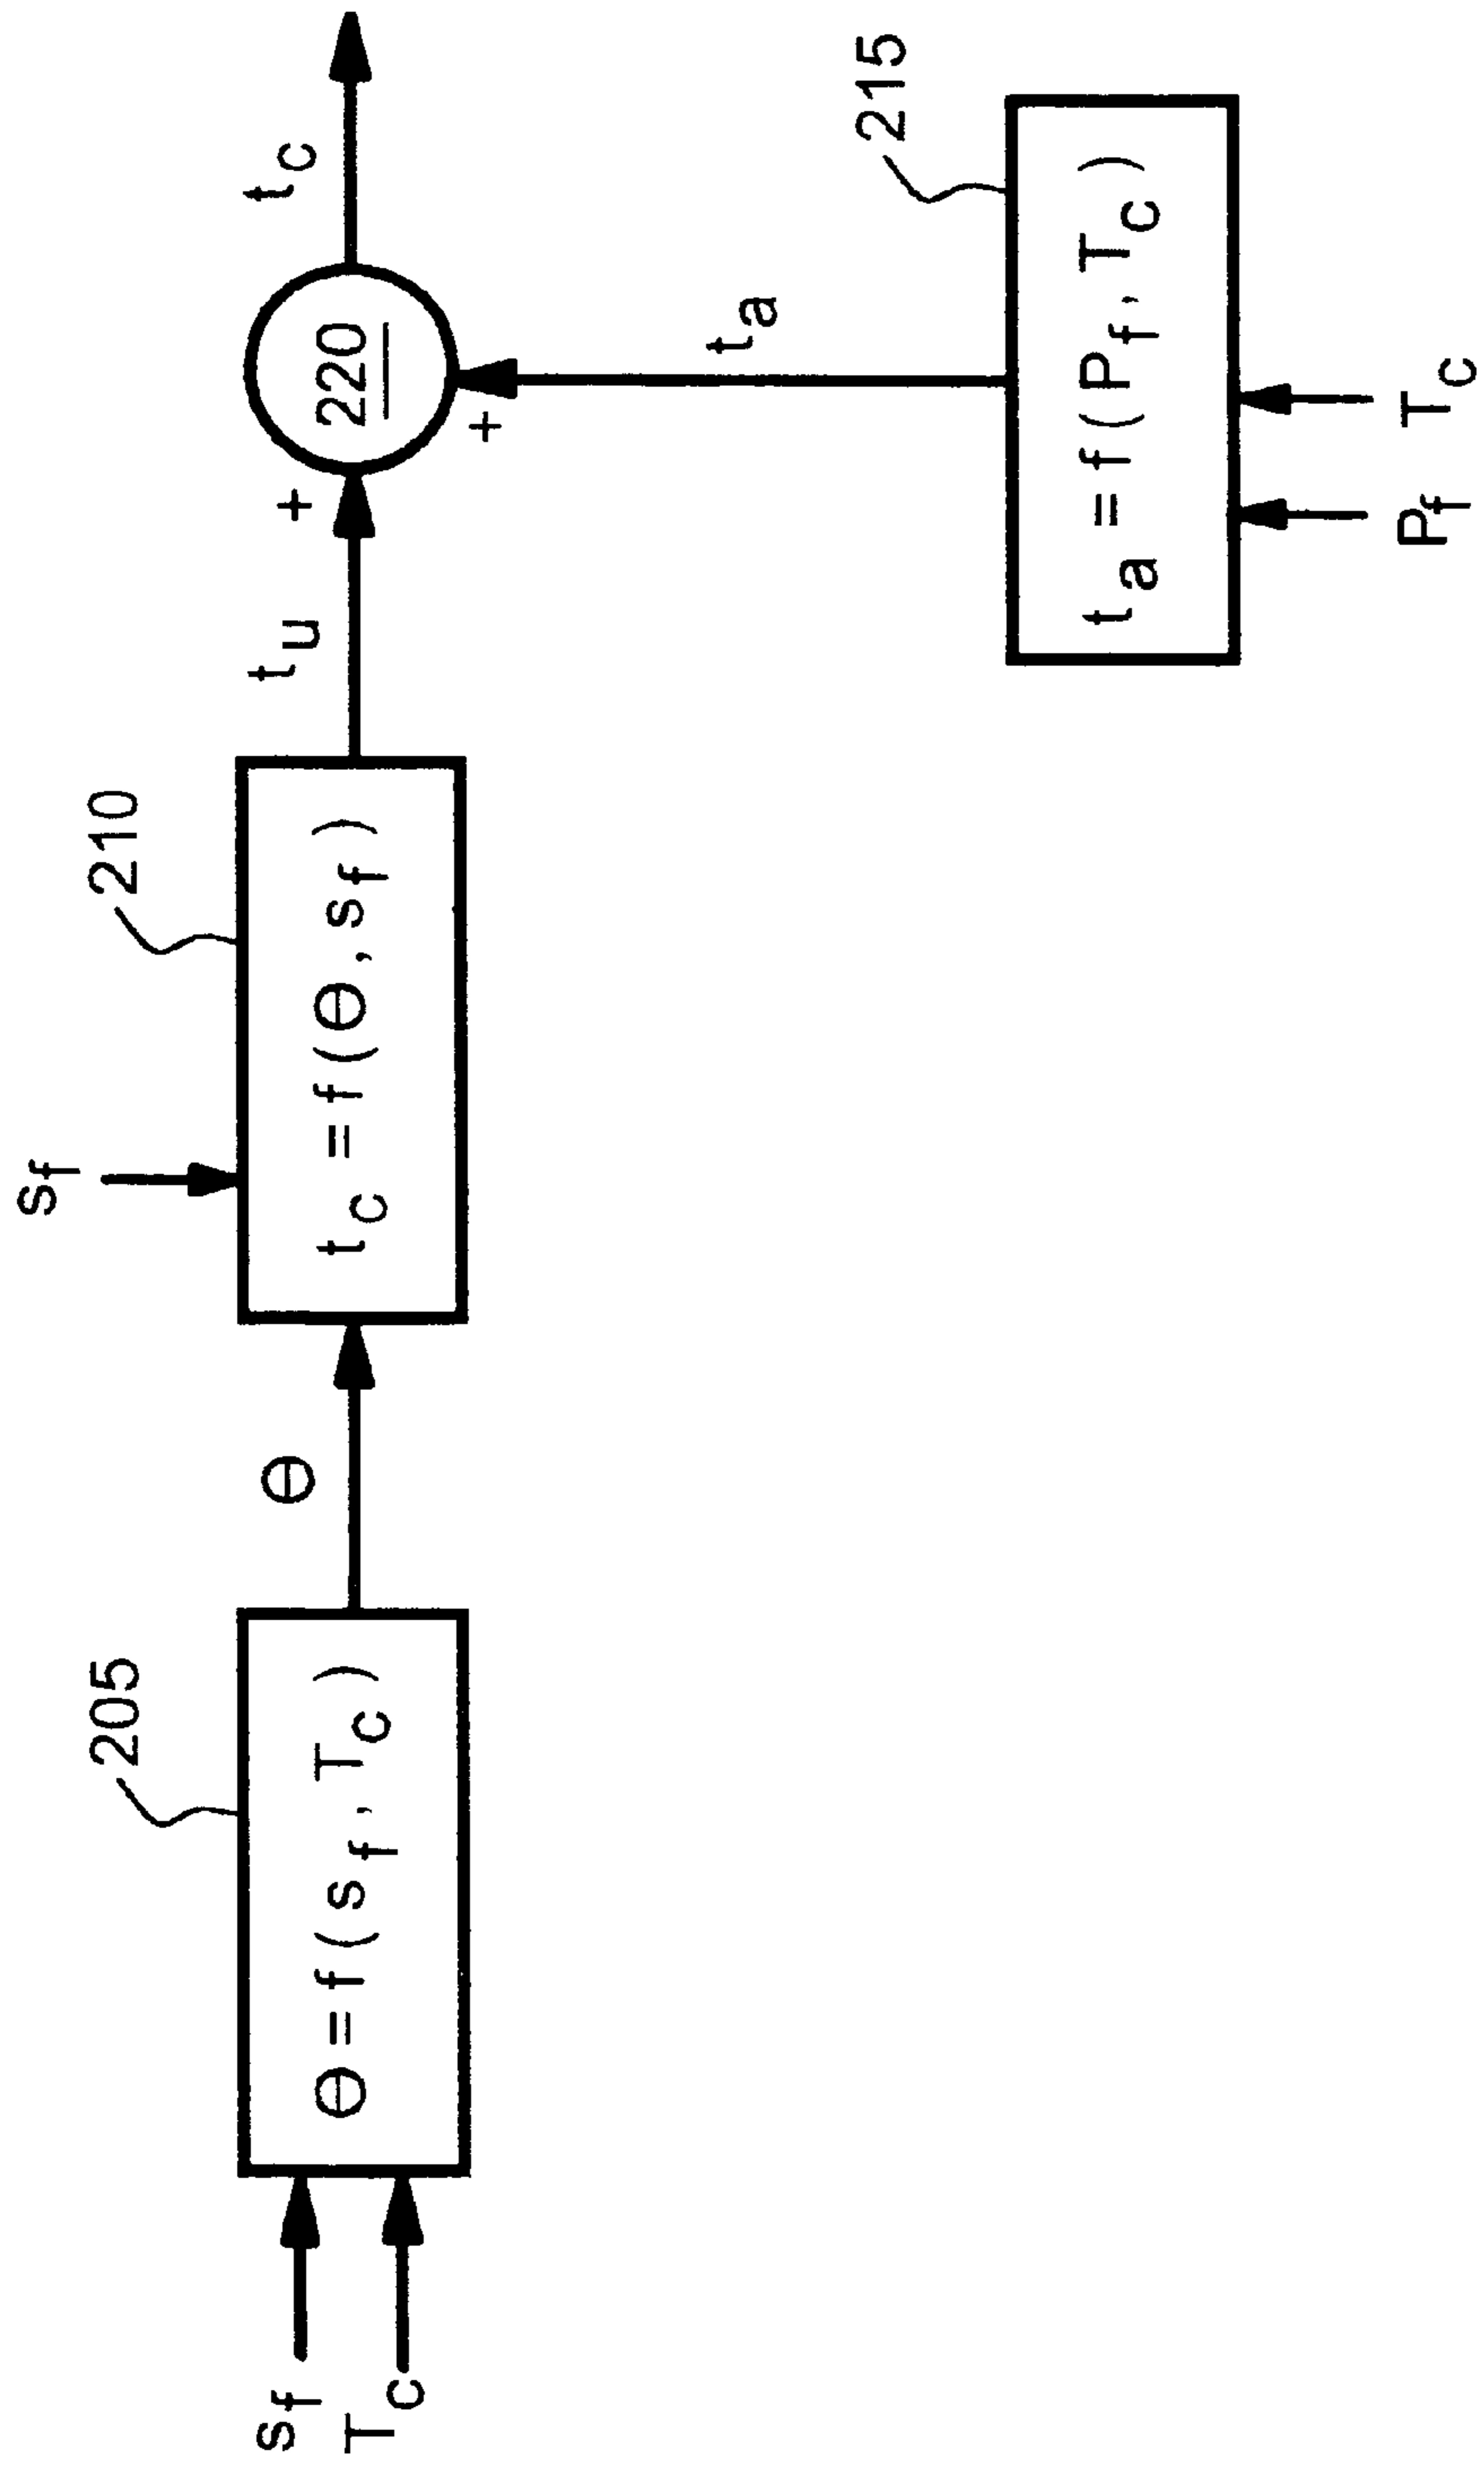 s_f
T_c
205
Θ = f ( s_f , T_c )
Θ
s_f
210
t_c = f ( Θ , s_f )
t_u
+
220
+
t_c
t_a
215
t_a = f ( P_f , T_c )
P_f
T_c